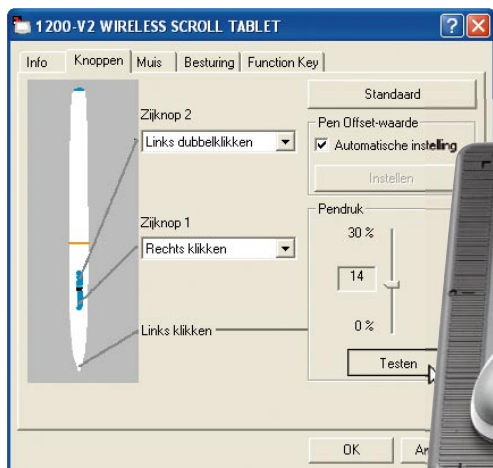 1200-V2 WIRELESS SCROLL TABLET
Info Knoppen Muis Besturing Function Key
Standaard
Zijknop 2
Links dubbelklikken
Pen Offset-waarde
Automatische instelling
Instellen
Zijknop 1
Rechts klikken
Pendruk
30 %
14
0 %
Links klikken
Testen
OK